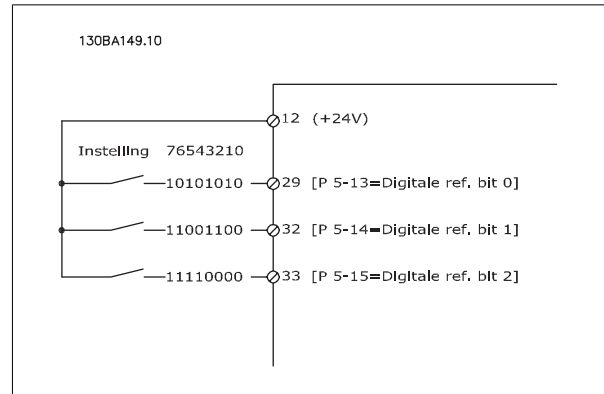 130BA149.10
12 (+24V)
Instelling 76543210
10101010 29 [P 5-13=Digitale ref. bit 0]
11001100 32 [P 5-14=Digitale ref. bit 1]
11110000 33 [P 5-15=Digitale ref. bit 2]